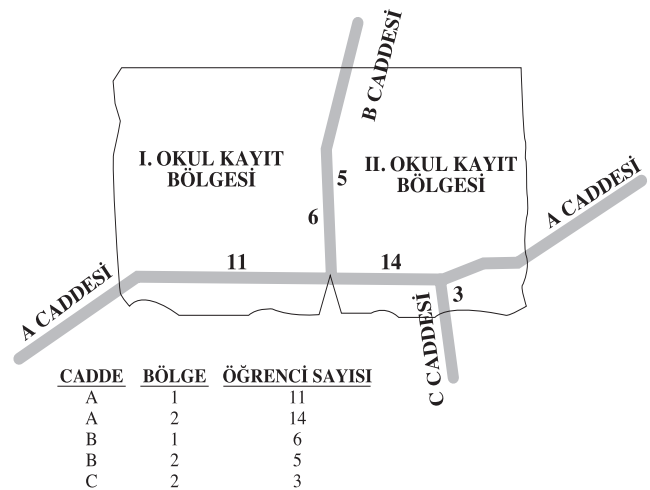 B CADDESİ
I. OKUL KAYIT
BÖLGESİ
II. OKUL KAYIT
BÖLGESİ
5
6
A CADDESİ
11
14
A CADDESİ
3
C CADDESİ
CADDE BÖLGE ÖĞRENCİ SAYISI
A 1 11
A 2 14
B 1 6
B 2 5
C 2 3